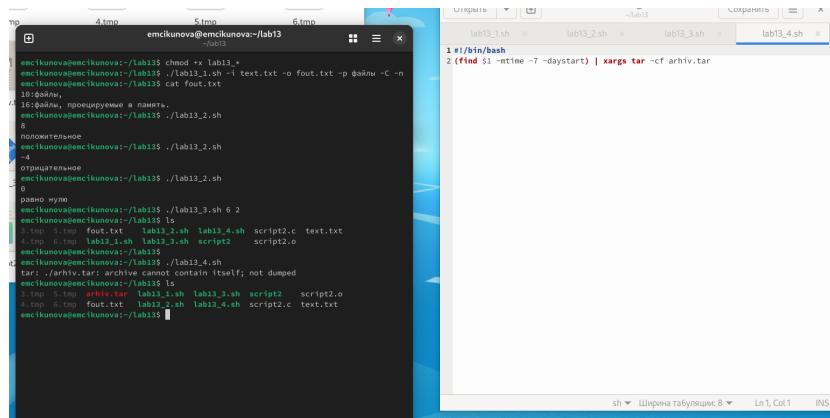 4.tmp 5.tmp 6.tmp
emcikunova@emcikunova:~/lab13
~/lab13
emcikunova@emcikunova:~/lab13$ chmod +x lab13_*
emcikunova@emcikunova:~/lab13$ ./lab13_1.sh -i text.txt -o fout.txt -p файлы -C -n
emcikunova@emcikunova:~/lab13$ cat fout.txt
10:файлы,
16:файлы, проецируемые в память.
emcikunova@emcikunova:~/lab13$ ./lab13_2.sh
8
положительное
emcikunova@emcikunova:~/lab13$ ./lab13_2.sh
-4
отрицательное
emcikunova@emcikunova:~/lab13$ ./lab13_2.sh
0
равно нулю
emcikunova@emcikunova:~/lab13$ ./lab13_3.sh 6 2
emcikunova@emcikunova:~/lab13$ ls
3.tmp 5.tmp fout.txt lab13_2.sh lab13_4.sh script2.c text.txt
4.tmp 6.tmp lab13_1.sh lab13_3.sh script2 script2.o
emcikunova@emcikunova:~/lab13$
emcikunova@emcikunova:~/lab13$ ./lab13_4.sh
tar: ./arhiv.tar: archive cannot contain itself; not dumped
emcikunova@emcikunova:~/lab13$ ls
3.tmp 5.tmp arhiv.tar lab13_1.sh lab13_3.sh script2 script2.o
4.tmp 6.tmp fout.txt lab13_2.sh lab13_4.sh script2.c text.txt
emcikunova@emcikunova:~/lab13$
Открыть Сохранить
~/lab13
lab13_1.sh lab13_2.sh lab13_3.sh lab13_4.sh
1 #!/bin/bash
2 (find $1 -mtime -7 -daystart) | xargs tar -cf arhiv.tar
sh Ширина табуляции: 8 Ln 1, Col 1 INS